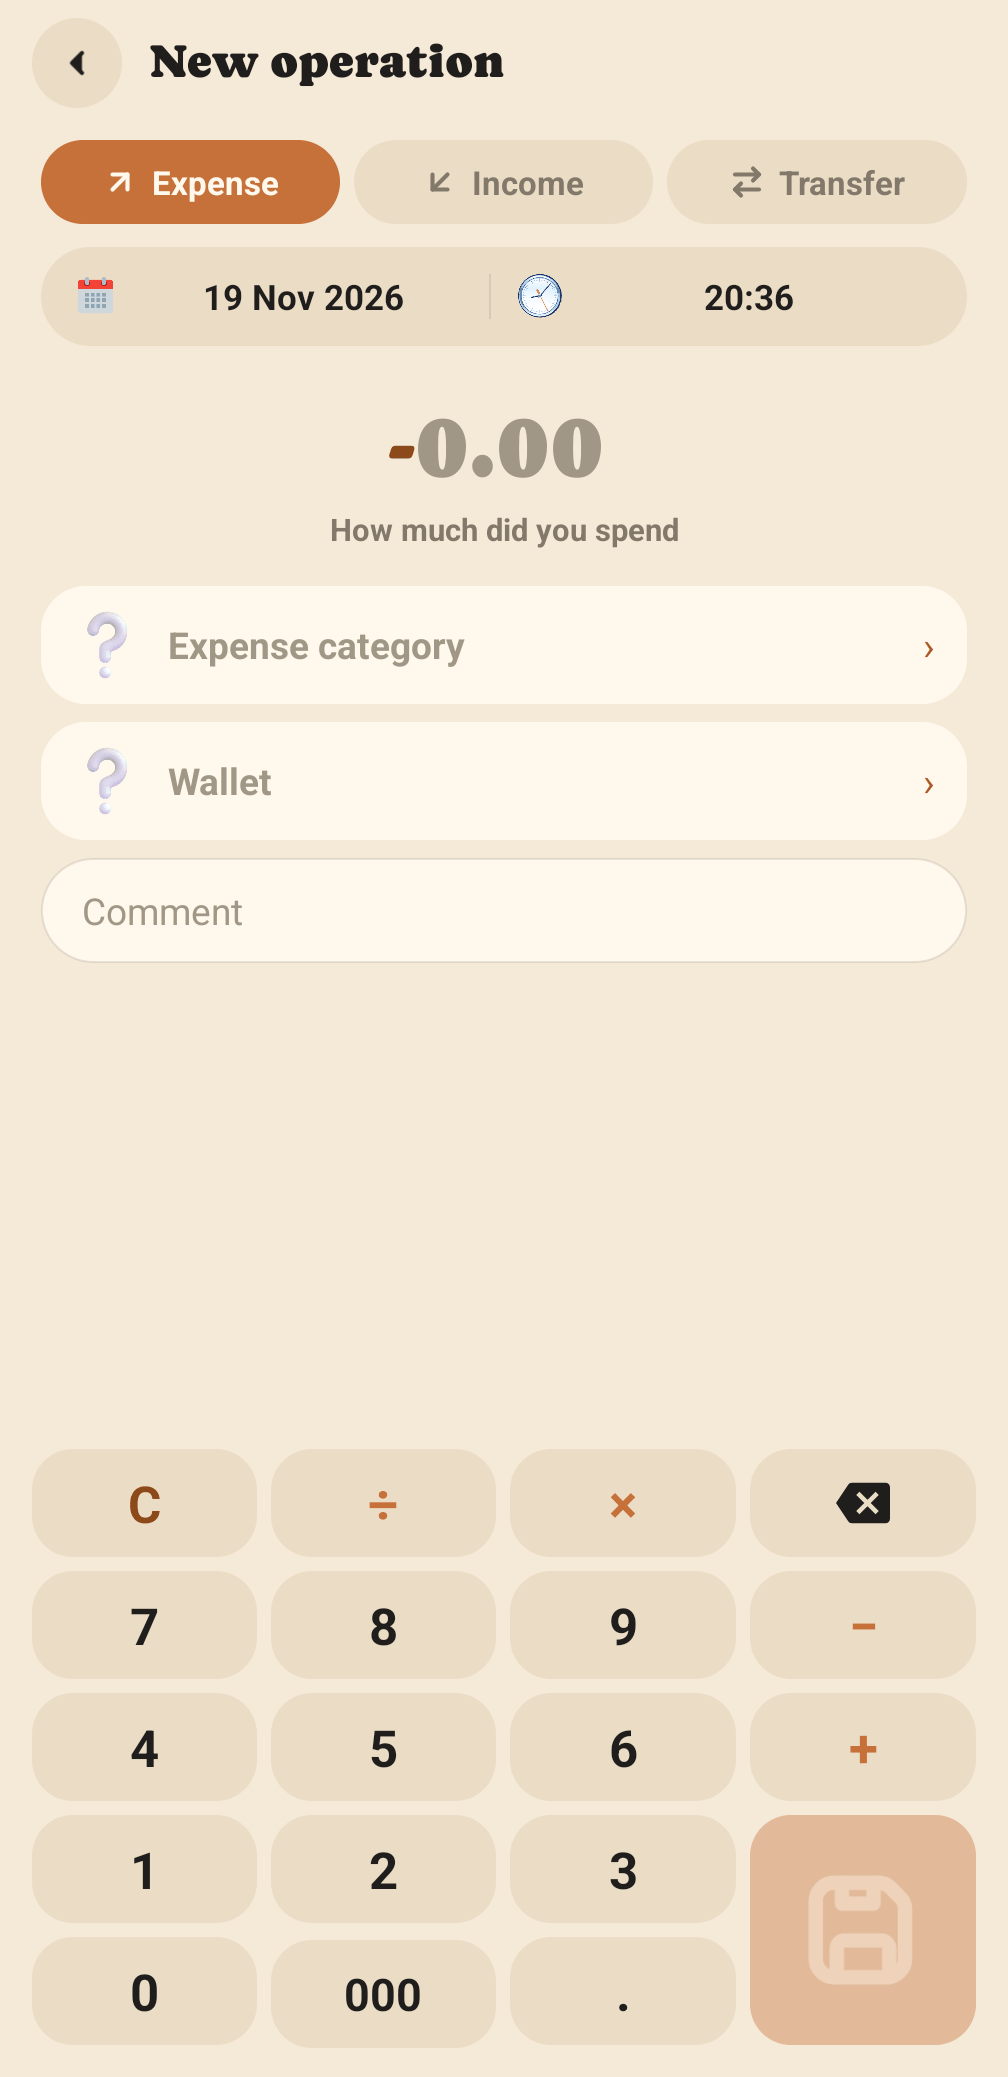 New operation
Expense
Income
Transfer
19 Nov 2026
20:36
-0.00
How much did you spend
Expense category
Wallet
Comment
C ÷ ×
7 8 9 −
4 5 6 +
1 2 3
0 000 .